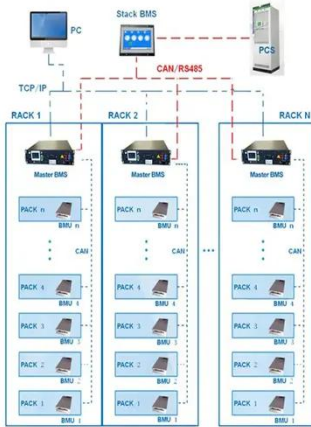 PC
Stack BMS
PCS
CAN/RS485
TCP/IP
RACK 1
RACK 2
RACK N
Master BMS
Master BMS
Master BMS
PACK n
BMU n
PACK n
BMU n
PACK n
BMU n
CAN
CAN
CAN
PACK 4
BMU 4
PACK 4
BMU 4
PACK 4
BMU 4
PACK 3
BMU 3
PACK 3
BMU 3
PACK 3
BMU 3
PACK 2
BMU 2
PACK 2
BMU 2
PACK 2
BMU 2
PACK 1
BMU 1
PACK 1
BMU 1
PACK 1
BMU 1